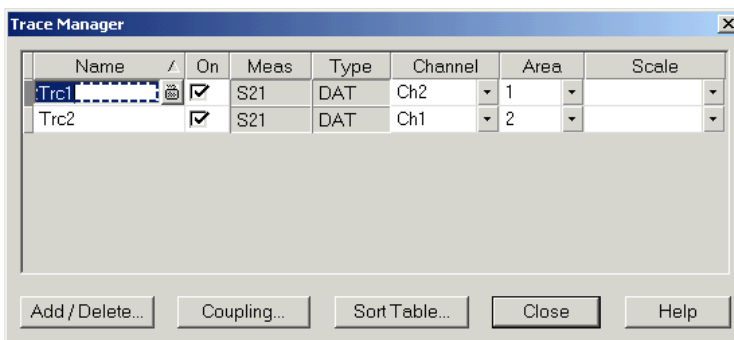 Trace Manager
Name On Meas Type Channel Area Scale
Trc1 S21 DAT Ch2 1
Trc2 S21 DAT Ch1 2
Add / Delete... Coupling... Sort Table... Close Help